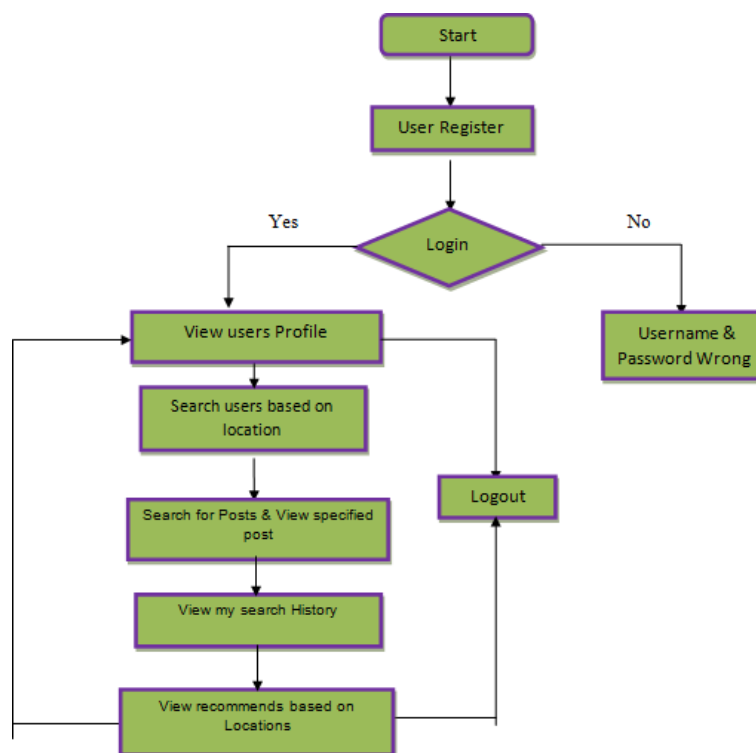 Start
User Register
Yes
No
Login
View users Profile
Username &
Password Wrong
Search users based on
location
Logout
Search for Posts & View specified
post
View my search History
View recommends based on
Locations